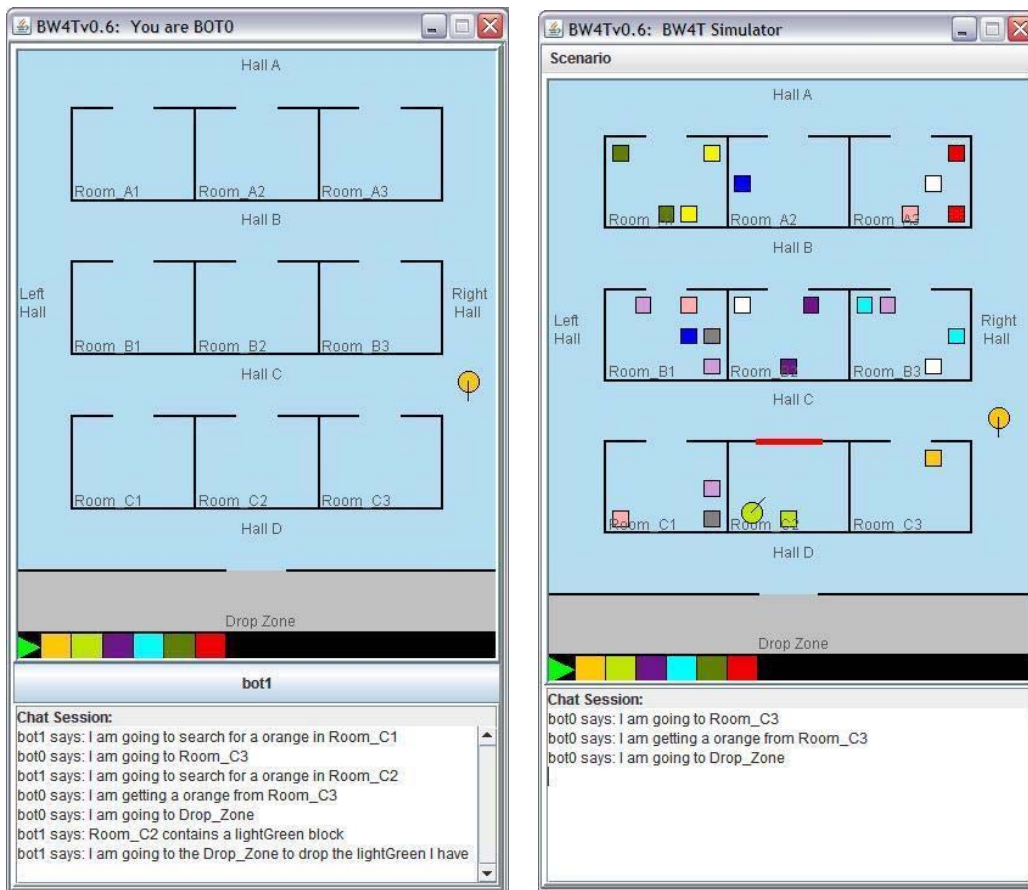 BW4Tv0.6: You are BOT0
Hall A
Room_A1
Room_A2
Room_A3
Hall B
Left
Hall
Right
Hall
Room_B1
Room_B2
Room_B3
Hall C
Room_C1
Room_C2
Room_C3
Hall D
Drop Zone
bot1
Chat Session:
bot1 says: I am going to search for a orange in Room_C1
bot0 says: I am going to Room_C3
bot1 says: I am going to search for a orange in Room_C2
bot0 says: I am getting a orange from Room_C3
bot0 says: I am going to Drop_Zone
bot1 says: Room_C2 contains a lightGreen block
bot1 says: I am going to the Drop_Zone to drop the lightGreen I have
BW4Tv0.6: BW4T Simulator
Scenario
Hall A
Room_A1
Room_A2
Room_A3
Hall B
Left
Hall
Right
Hall
Room_B1
Room_B2
Room_B3
Hall C
Room_C1
Room_C2
Room_C3
Hall D
Drop Zone
Chat Session:
bot0 says: I am going to Room_C3
bot0 says: I am getting a orange from Room_C3
bot0 says: I am going to Drop_Zone